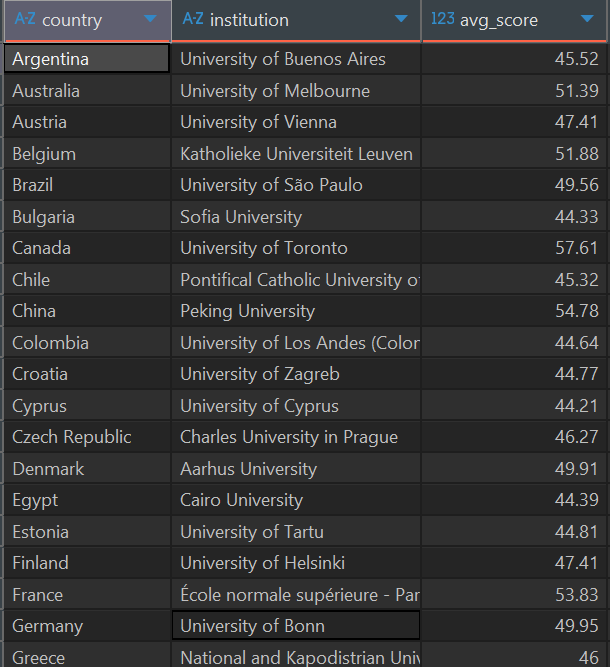 A-Z country A-Z institution 123 avg_score
Argentina University of Buenos Aires 45.52
Australia University of Melbourne 51.39
Austria University of Vienna 47.41
Belgium Katholieke Universiteit Leuven 51.88
Brazil University of São Paulo 49.56
Bulgaria Sofia University 44.33
Canada University of Toronto 57.61
Chile Pontifical Catholic University of 45.32
China Peking University 54.78
Colombia University of Los Andes (Color 44.64
Croatia University of Zagreb 44.77
Cyprus University of Cyprus 44.21
Czech Republic Charles University in Prague 46.27
Denmark Aarhus University 49.91
Egypt Cairo University 44.39
Estonia University of Tartu 44.81
Finland University of Helsinki 47.41
France École normale supérieure - Par 53.83
Germany University of Bonn 49.95
Greece National and Kapodistrian Univ 46